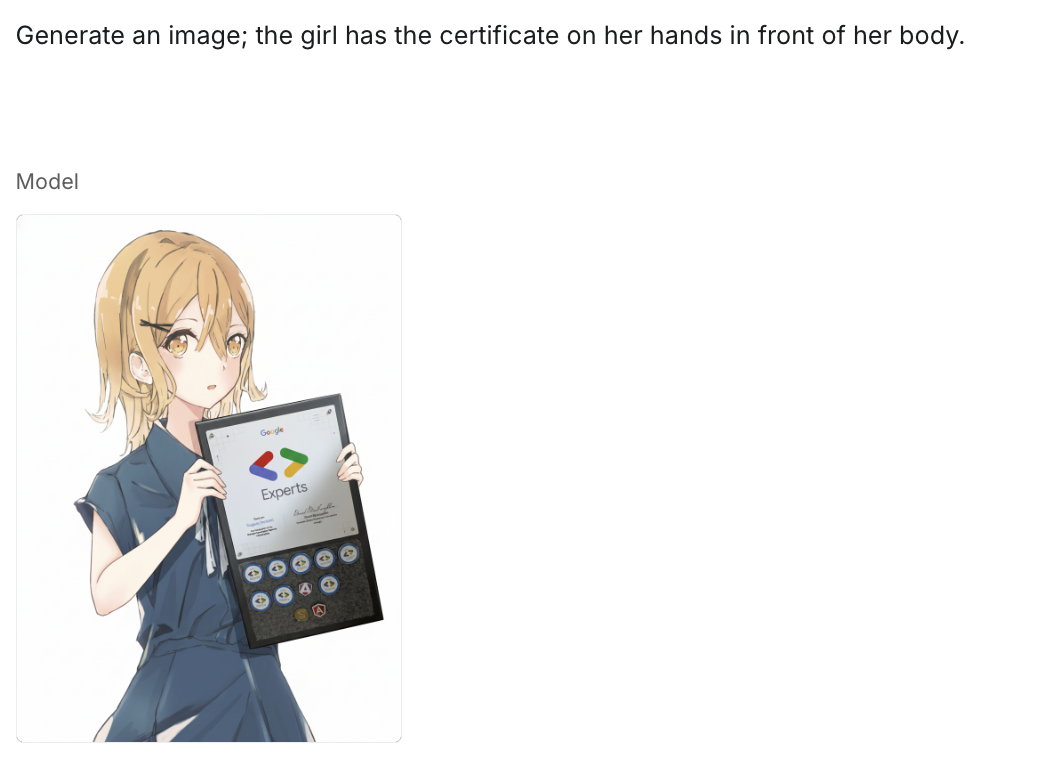 Generate an image; the girl has the certificate on her hands in front of her body.
Model
Google
Experts